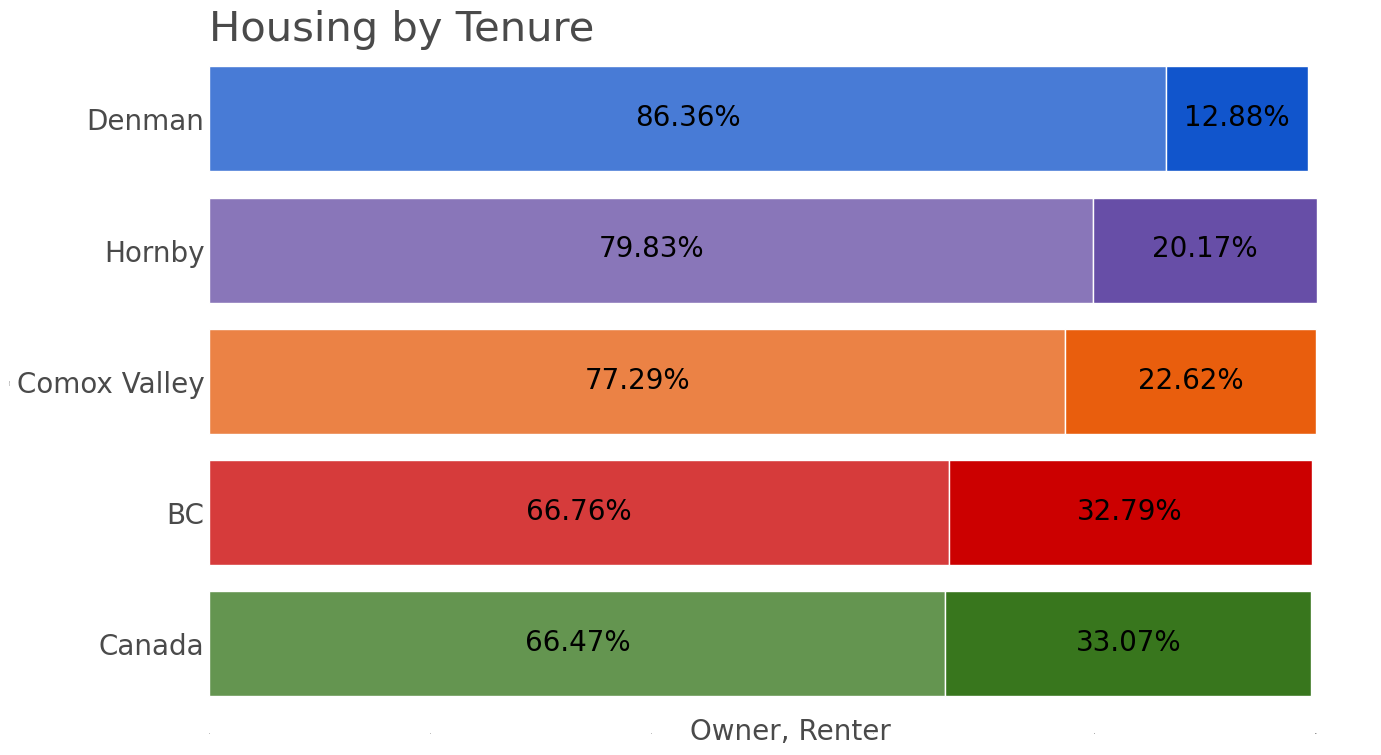 Housing by Tenure
Denman 86.36% 12.88%
Hornby 79.83% 20.17%
Comox Valley 77.29% 22.62%
BC 66.76% 32.79%
Canada 66.47% 33.07%
Owner, Renter